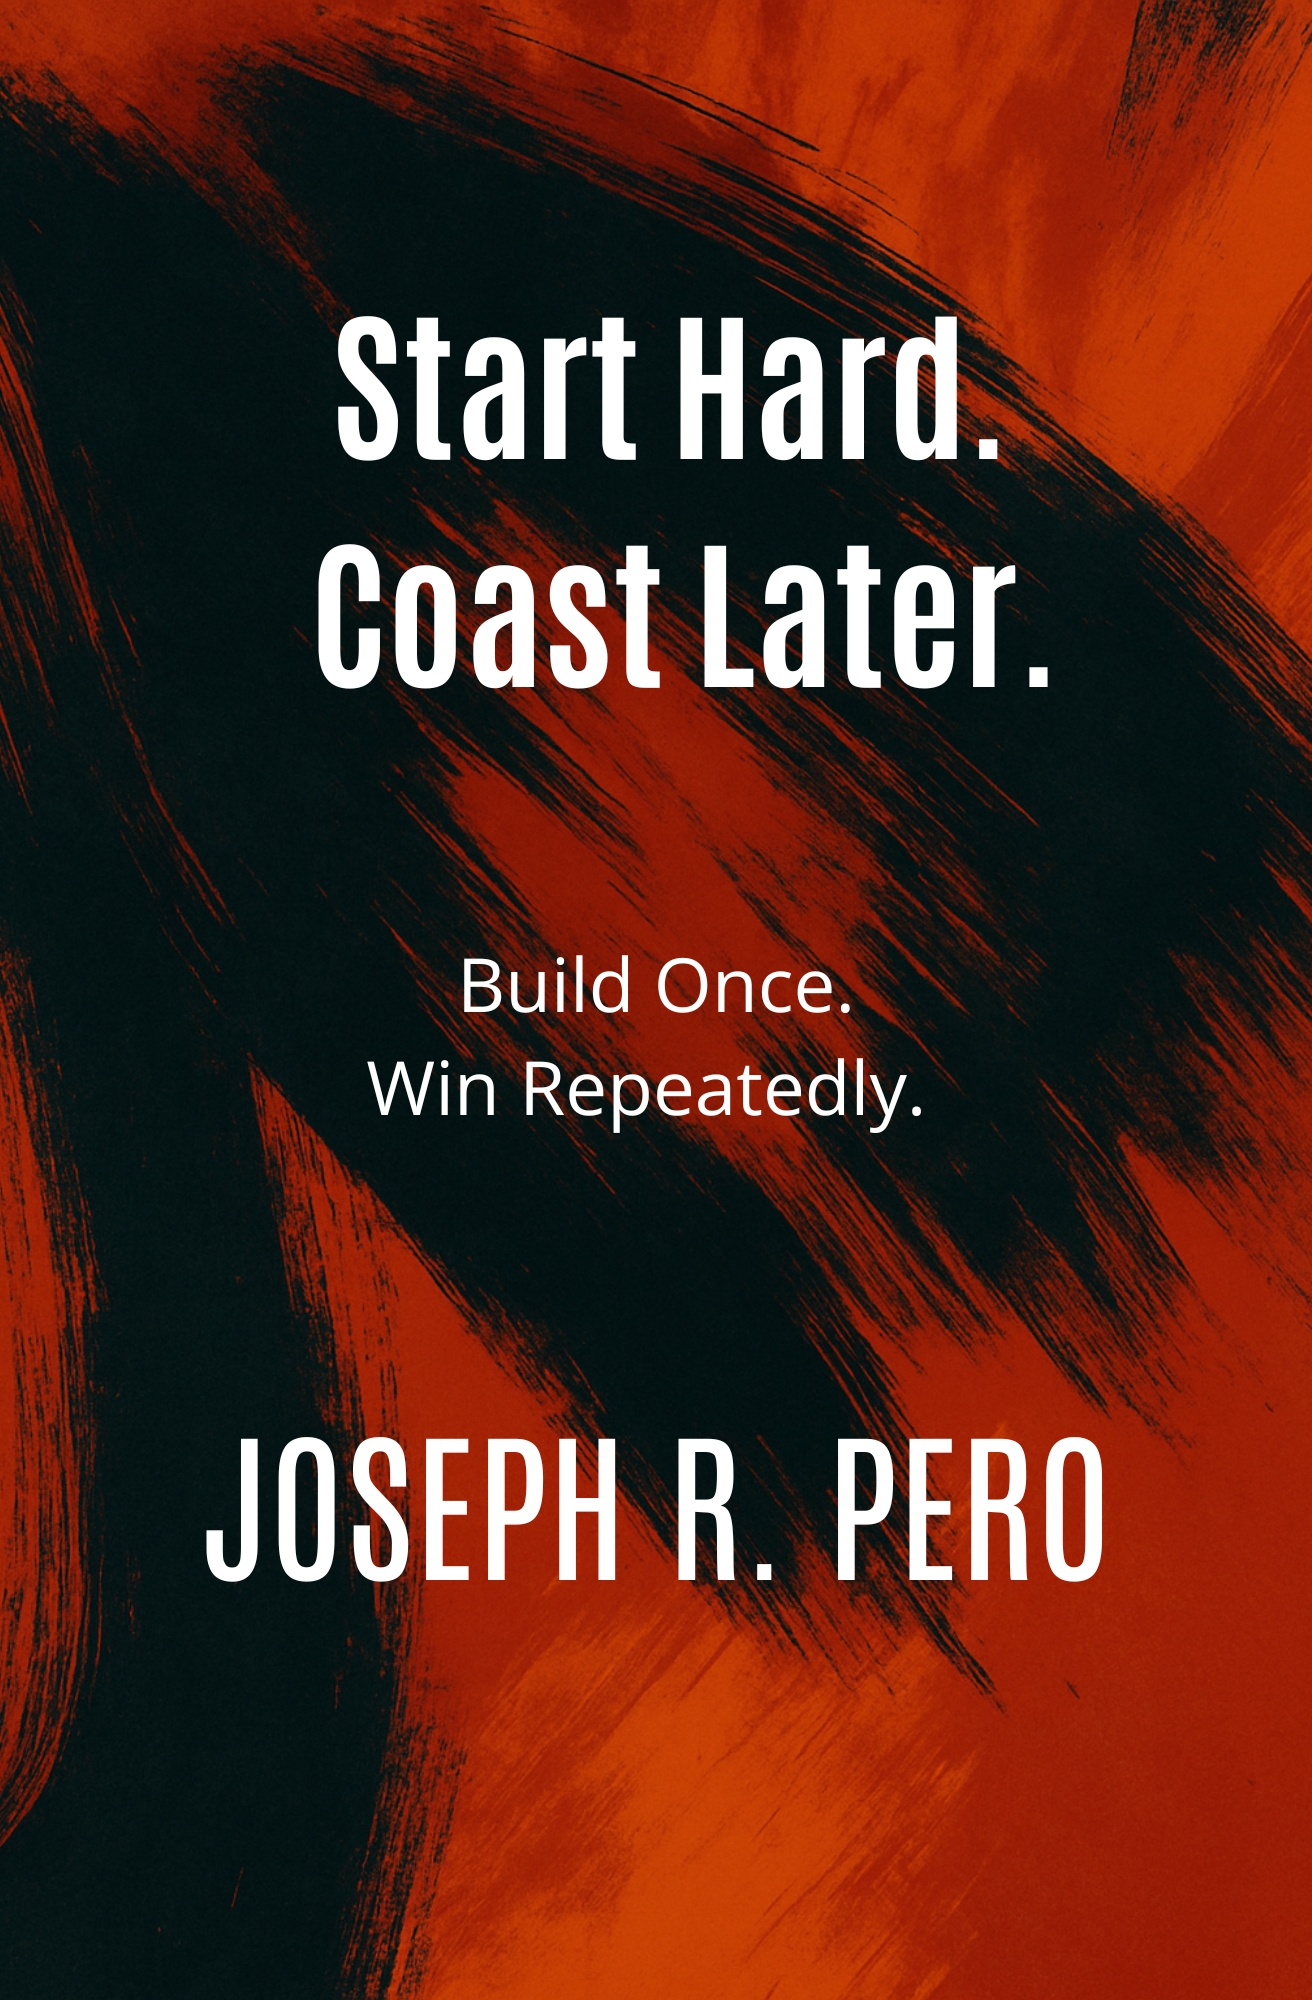 Start Hard.
Coast Later.
Build Once.
Win Repeatedly.
JOSEPH R. PERO